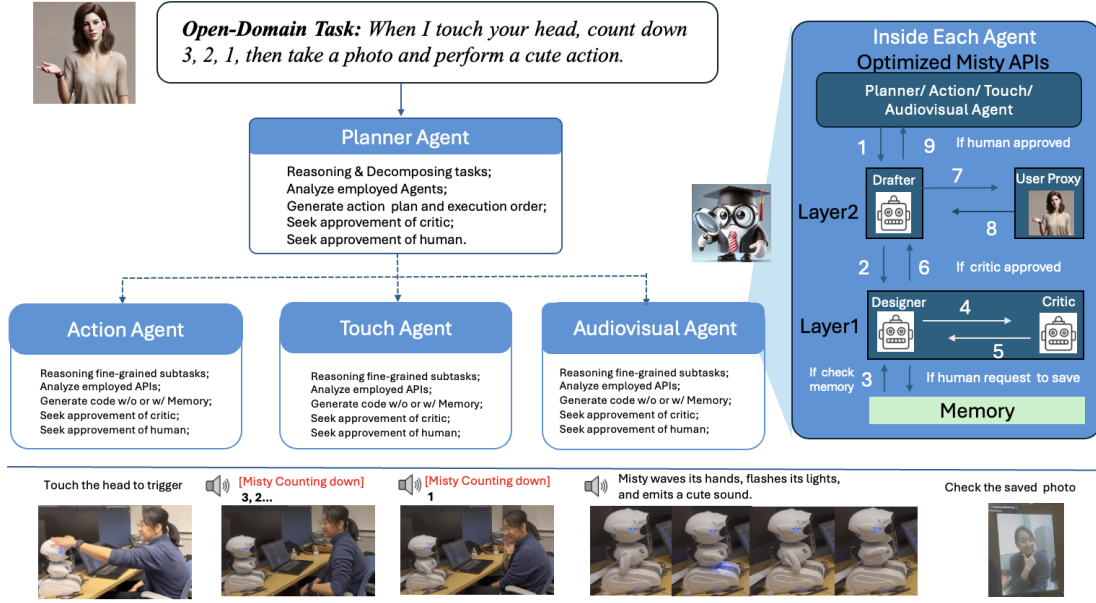 Open-Domain Task: When I touch your head, count down
3, 2, 1, then take a photo and perform a cute action.
Planner Agent
Reasoning & Decomposing tasks;
Analyze employed Agents;
Generate action plan and execution order;
Seek approvement of critic;
Seek approvement of human.
Action Agent
Reasoning fine-grained subtasks;
Analyze employed APIs;
Generate code w/o or w/ Memory;
Seek approvement of critic;
Seek approvement of human;
Touch Agent
Reasoning fine-grained subtasks;
Analyze employed APIs;
Generate code w/o or w/ Memory;
Seek approvement of critic;
Seek approvement of human;
Audiovisual Agent
Reasoning fine-grained subtasks;
Analyze employed APIs;
Generate code w/o or w/ Memory;
Seek approvement of critic;
Seek approvement of human;
Inside Each Agent
Optimized Misty APIs
Planner/ Action/ Touch/
Audiovisual Agent
1
9
If human approved
Drafter
7
User Proxy
Layer2
8
2
6
If critic approved
Designer
4
Critic
Layer1
5
If check
memory
3
If human request to save
Memory
Touch the head to trigger
[Misty Counting down]
3, 2...
[Misty Counting down]
1
Misty waves its hands, flashes its lights,
and emits a cute sound.
Check the saved photo